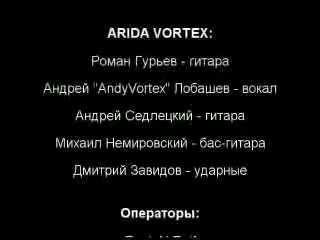 ARIDA VORTEX:
Роман Гурьев - гитара
Андрей "AndyVortex" Лобашев - вокал
Андрей Седлецкий - гитара
Михаил Немировский - бас-гитара
Дмитрий Завидов - ударные
Операторы: